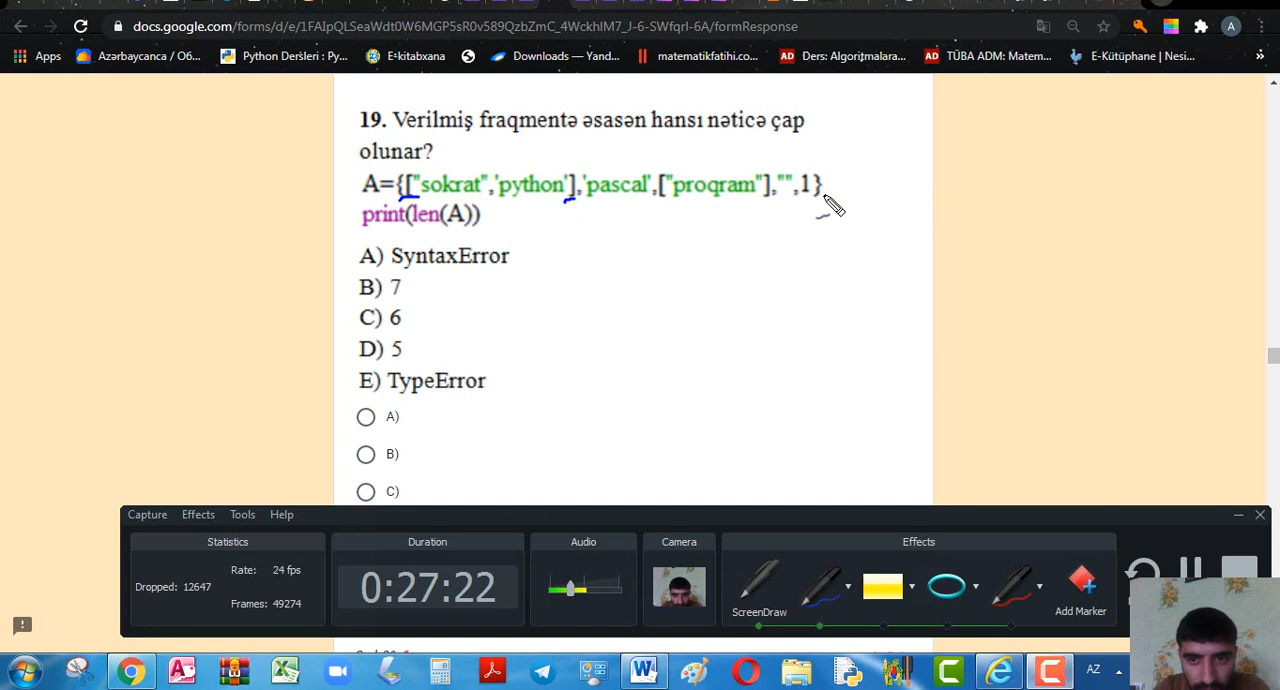 docs.google.com/forms/d/e/1FAIpQLSeaWdt0W6MGP5sR0v589QzbZmC_4WckhlM7_J-6-SWfqrI-6A/formResponse
A
Apps Azərbaycanca / Об... Python Dersleri : Py... E-kitabxana Downloads — Yand... matematikfatihi.co... Ders: Algoritmalara... TÜBA ADM: Matem... E-Kütüphane | Nesi... »
19. Verilmiş fraqmentə əsasən hansı nəticə çap
olunar?
A={["sokrat",'python'],'pascal',["proqram"],"",1}
print(len(A))
A) SyntaxError
B) 7
C) 6
D) 5
E) TypeError
A)
B)
C)
Capture Effects Tools Help
Statistics Duration Audio Camera Effects
Dropped: 12647
Rate: 24 fps
Frames: 49274
0:27:22
ScreenDraw
Add Marker
AZ